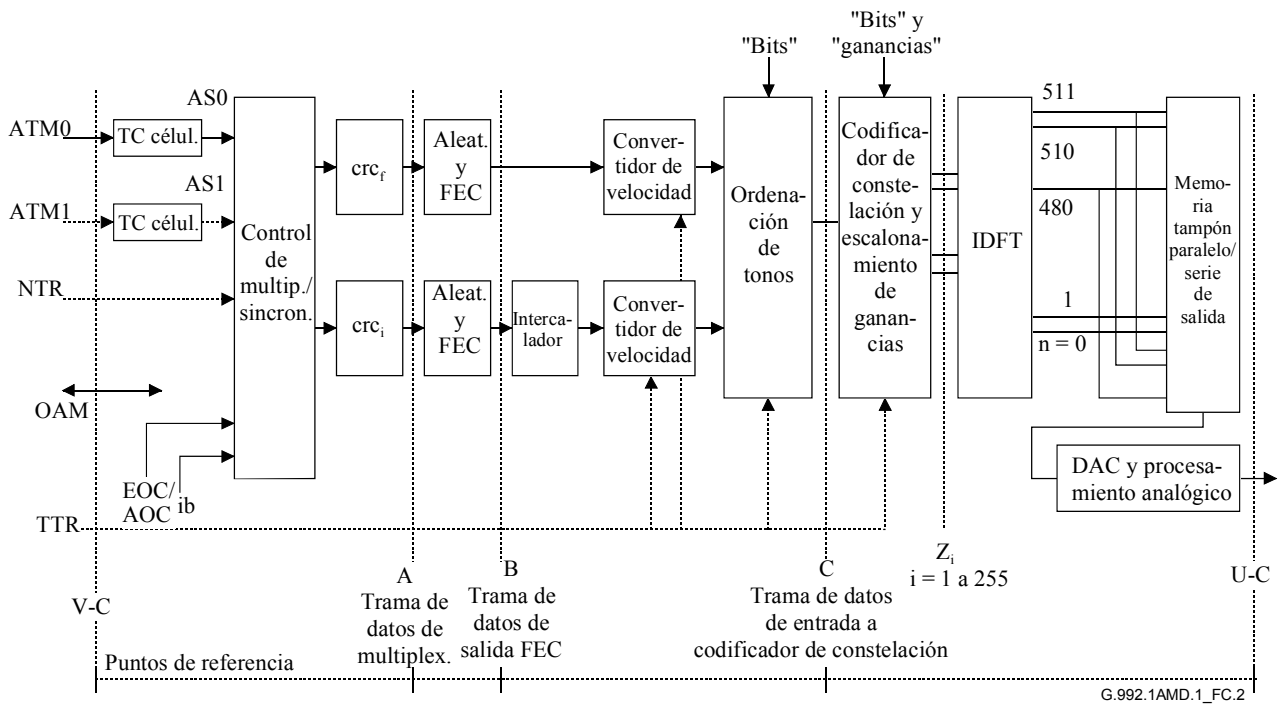 "Bits"
"Bits" y
"ganancias"
ATM0
AS0
TC célul.
ATM1
AS1
TC célul.
NTR
OAM
EOC/
AOC
ib
TTR
Control
de
multip./
sincron.
crcf
crci
Aleat.
y
FEC
Aleat.
y
FEC
Intercа-
lador
Conver-
tidor de
velocidad
Conver-
tidor de
velocidad
Ordenación
de
tonos
Codifica-
dor de
conste-
lación y
escalona-
miento
de
ganan-
cias
IDFT
511
510
480
1
n = 0
Memo-
ria
tampón
paralelo/
serie
de
salida
DAC y procesa-
miento analógico
V-C
A
Trama de
datos de
multiplex.
B
Trama de
datos de
salida FEC
C
Trama de datos
de entrada a
codificador de constelación
Zi
i = 1 a 255
U-C
Puntos de referencia
G.992.1AMD.1_FC.2